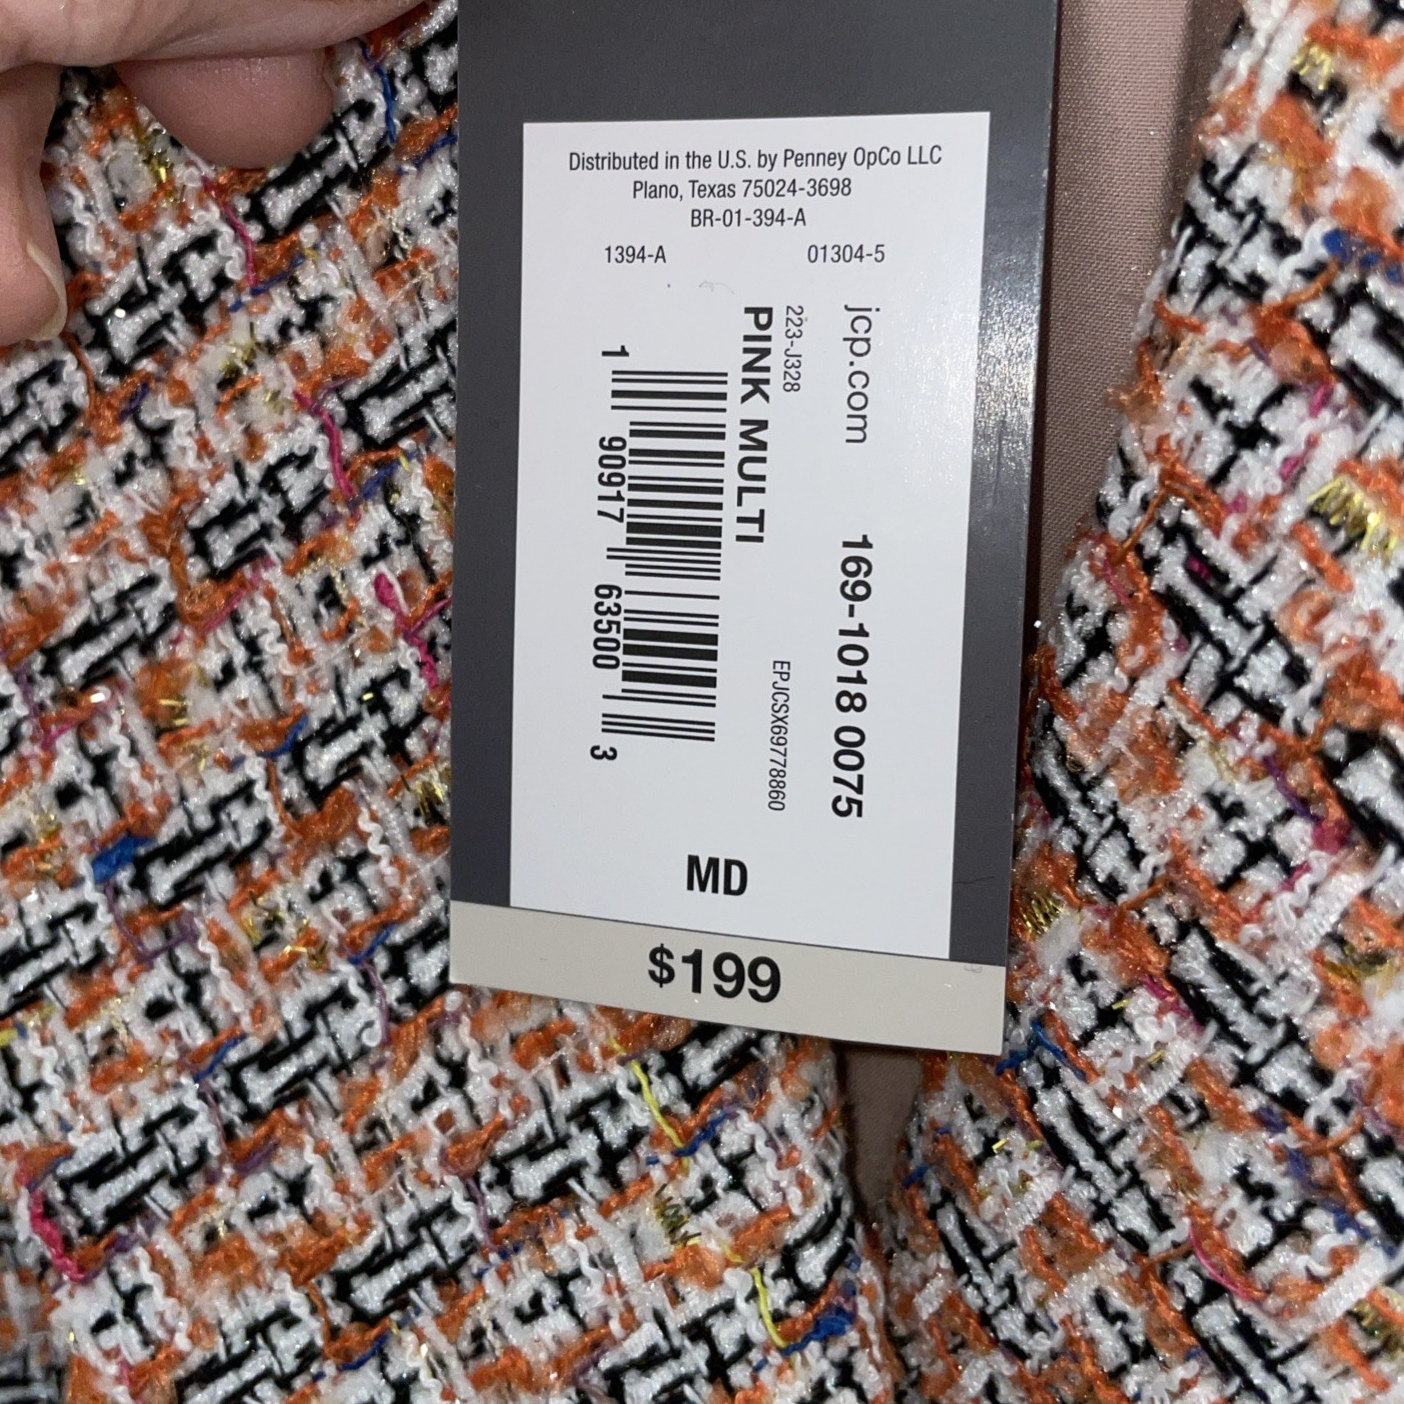 Distributed in the U.S. by Penney OpCo LLC
Plano, Texas 75024-3698
BR-01-394-A
1394-A 01304-5
jcp.com 169-1018 0075
223-J328 EPJCSX69778860
PINK MULTI
1 90917 63500 3
MD
$199